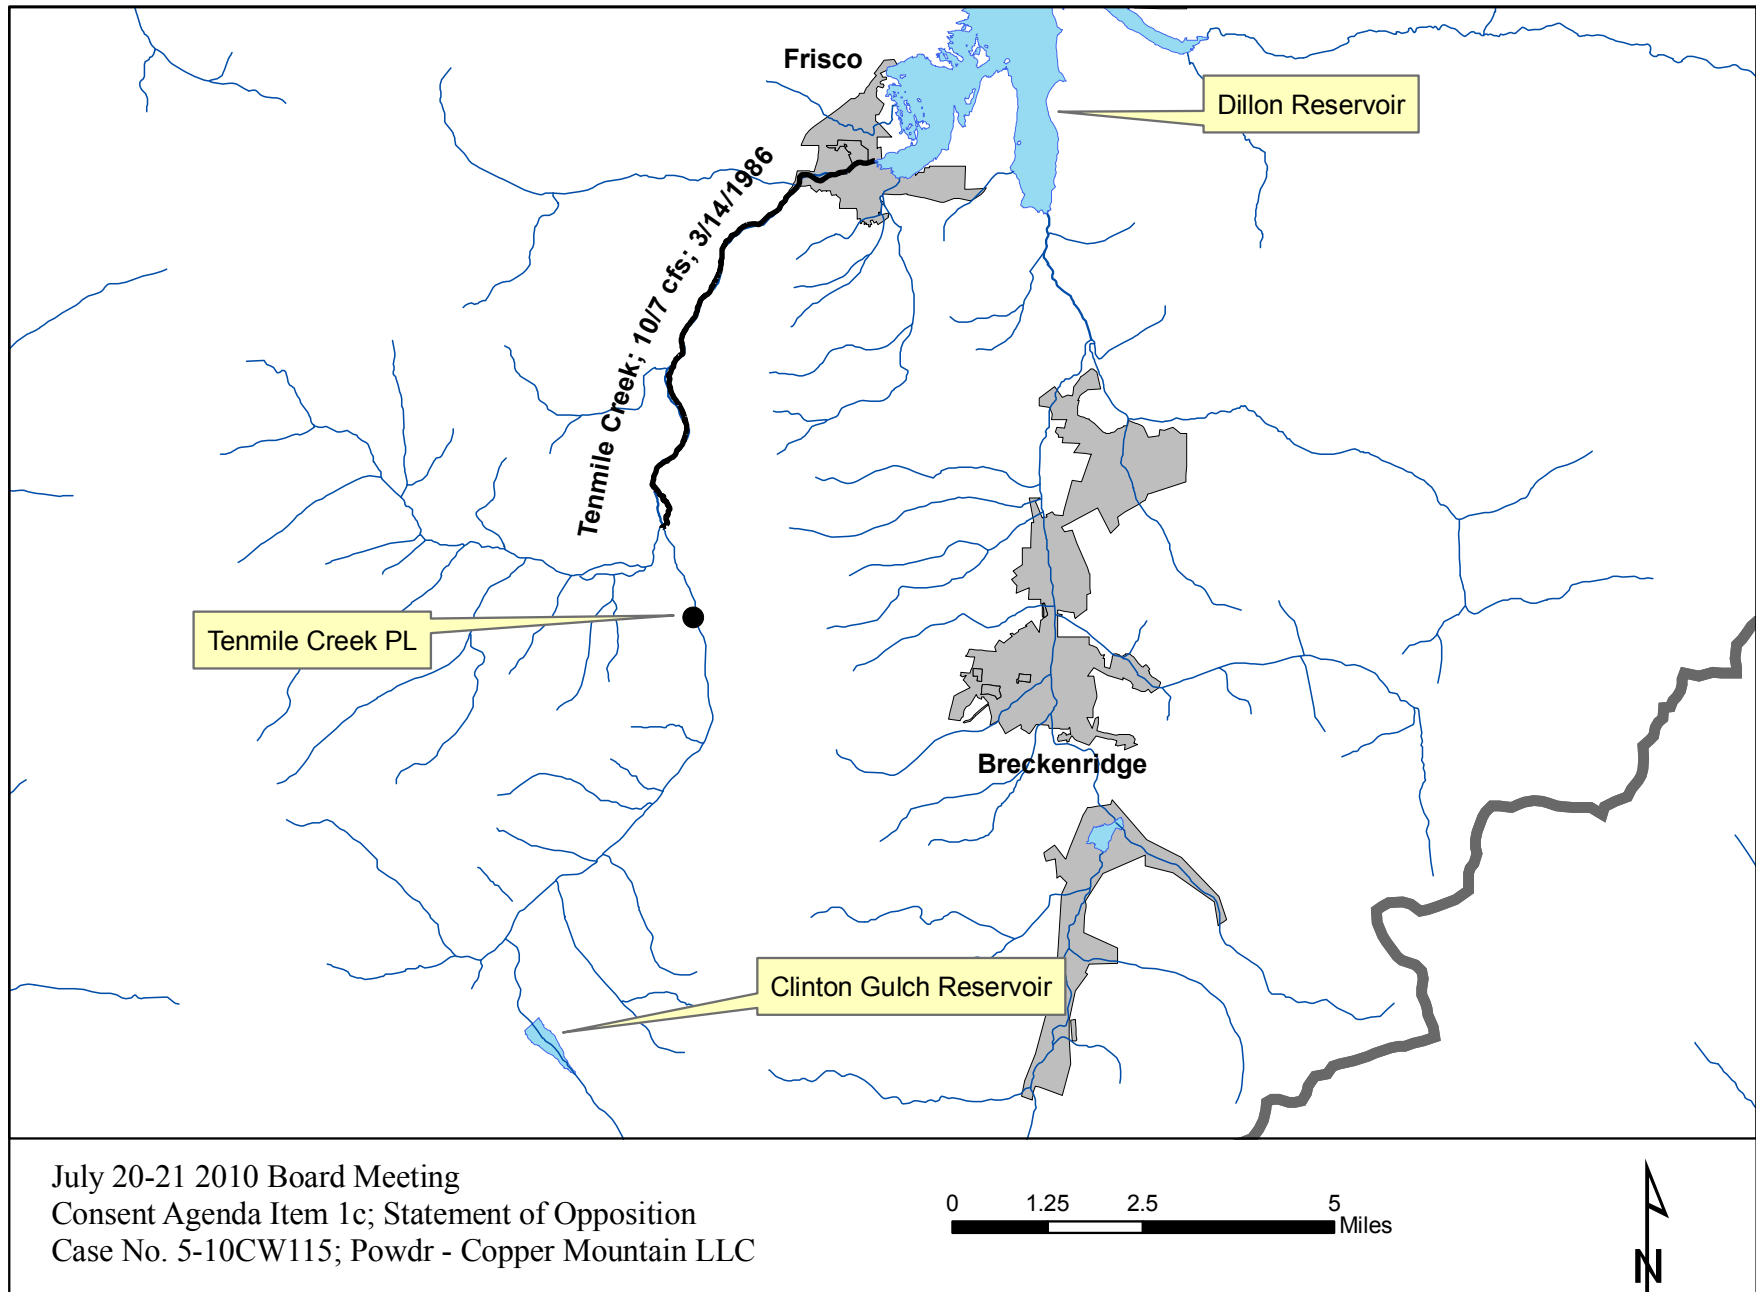 Frisco
Dillon Reservoir
Tenmile Creek; 10/7 cfs; 3/14/1986
Tenmile Creek PL
Breckenridge
Clinton Gulch Reservoir
July 20-21 2010 Board Meeting
Consent Agenda Item 1c; Statement of Opposition
Case No. 5-10CW115; Powdr - Copper Mountain LLC
0 1.25 2.5 5
Miles
N